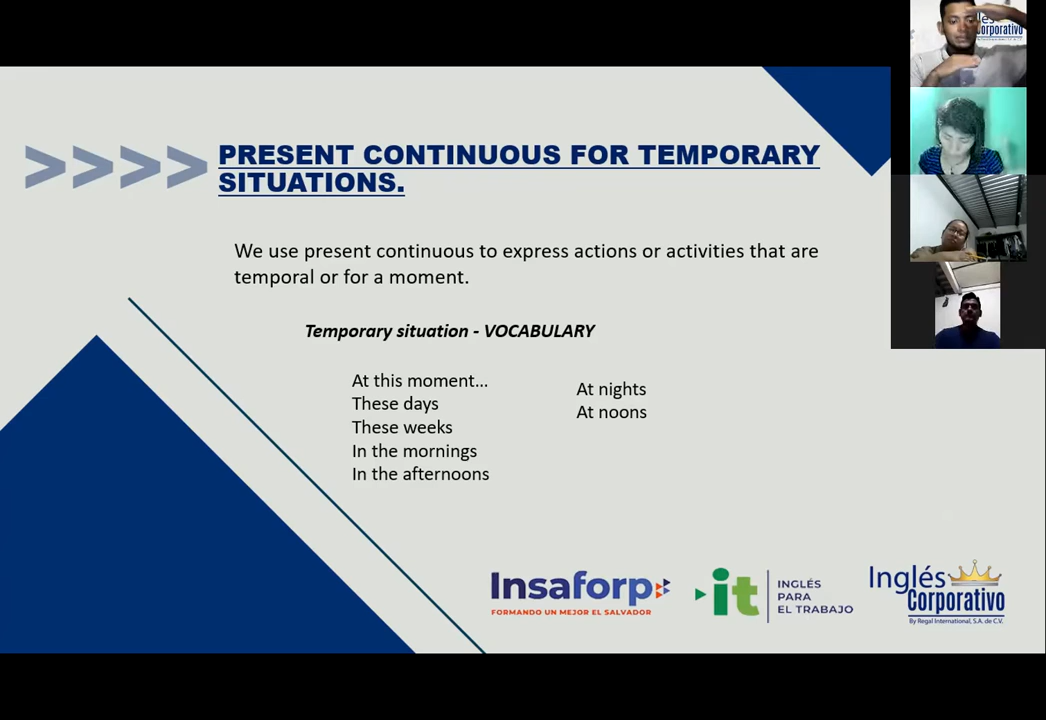 PRESENT CONTINUOUS FOR TEMPORARY
SITUATIONS.
We use present continuous to express actions or activities that are
temporal or for a moment.
Temporary situation - VOCABULARY
At this moment...
These days
These weeks
In the mornings
In the afternoons
At nights
At noons
Insaforp
FORMANDO UN MEJOR EL SALVADOR
it
INGLÉS
PARA
EL TRABAJO
Inglés
Corporativo
By Regal International, S.A. de C.V.
Corporativo